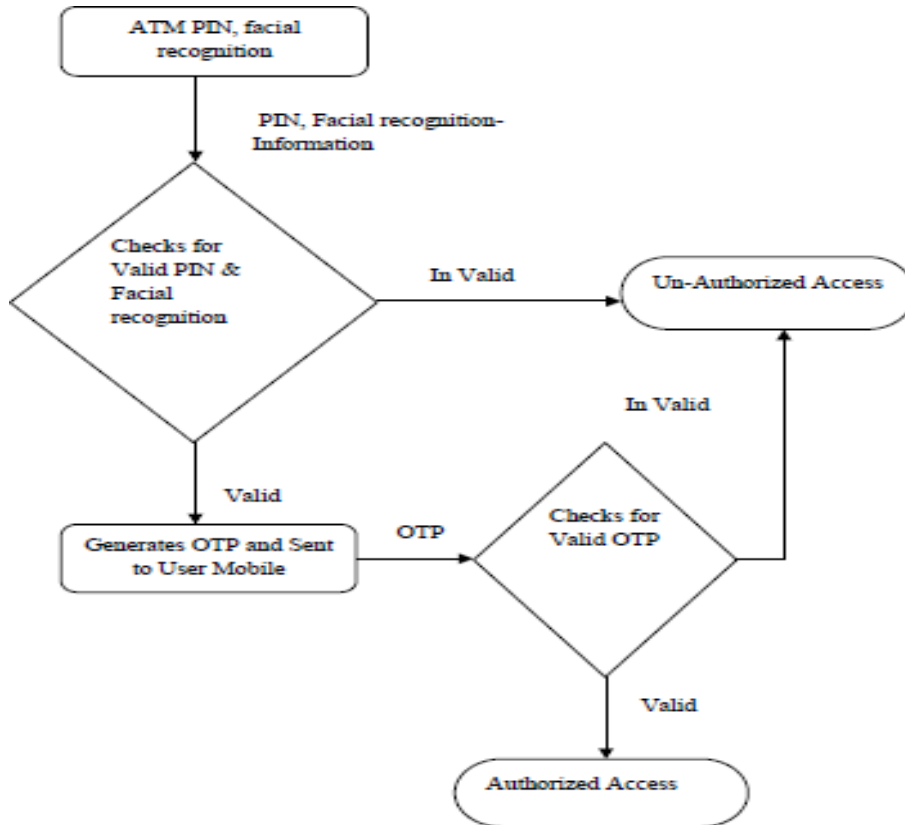 ATM PIN, facial
recognition
PIN, Facial recognition-
Information
Checks for
Valid PIN &
Facial
recognition
In Valid
Un-Authorized Access
In Valid
Valid
Generates OTP and Sent
to User Mobile
OTP
Checks for
Valid OTP
Valid
Authorized Access